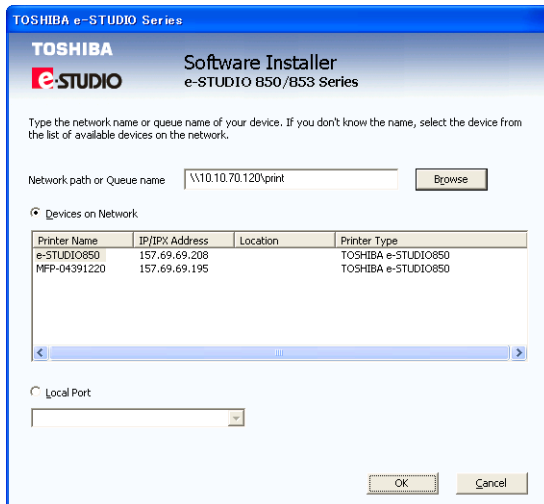 TOSHIBA e-STUDIO Series
TOSHIBA
e-STUDIO
Software Installer
e-STUDIO 850/853 Series
Type the network name or queue name of your device. If you don't know the name, select the device from
the list of available devices on the network.
Network path or Queue name \\10.10.70.120\print Browse
Devices on Network
Printer Name IP/IPX Address Location Printer Type
e-STUDIO850 157.69.69.208 TOSHIBA e-STUDIO850
MFP-04391220 157.69.69.195 TOSHIBA e-STUDIO850
Local Port
OK Cancel